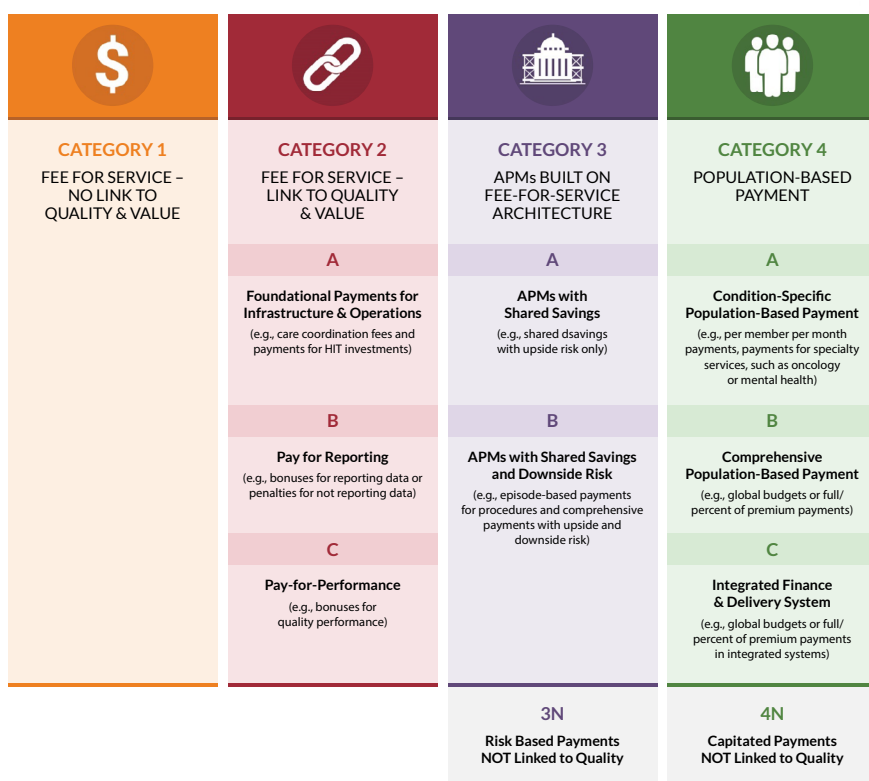 $
CATEGORY 1
FEE FOR SERVICE –
NO LINK TO
QUALITY & VALUE
CATEGORY 2
FEE FOR SERVICE –
LINK TO QUALITY
& VALUE
A
Foundational Payments for
Infrastructure & Operations
(e.g., care coordination fees and
payments for HIT investments)
B
Pay for Reporting
(e.g., bonuses for reporting data or
penalties for not reporting data)
C
Pay-for-Performance
(e.g., bonuses for
quality performance)
CATEGORY 3
APMs BUILT ON
FEE-FOR-SERVICE
ARCHITECTURE
A
APMs with
Shared Savings
(e.g., shared dsavings
with upside risk only)
B
APMs with Shared Savings
and Downside Risk
(e.g., episode-based payments
for procedures and comprehensive
payments with upside and
downside risk)
3N
Risk Based Payments
NOT Linked to Quality
CATEGORY 4
POPULATION-BASED
PAYMENT
A
Condition-Specific
Population-Based Payment
(e.g., per member per month
payments, payments for specialty
services, such as oncology
or mental health)
B
Comprehensive
Population-Based Payment
(e.g., global budgets or full/
percent of premium payments)
C
Integrated Finance
& Delivery System
(e.g., global budgets or full/
percent of premium payments
in integrated systems)
4N
Capitated Payments
NOT Linked to Quality